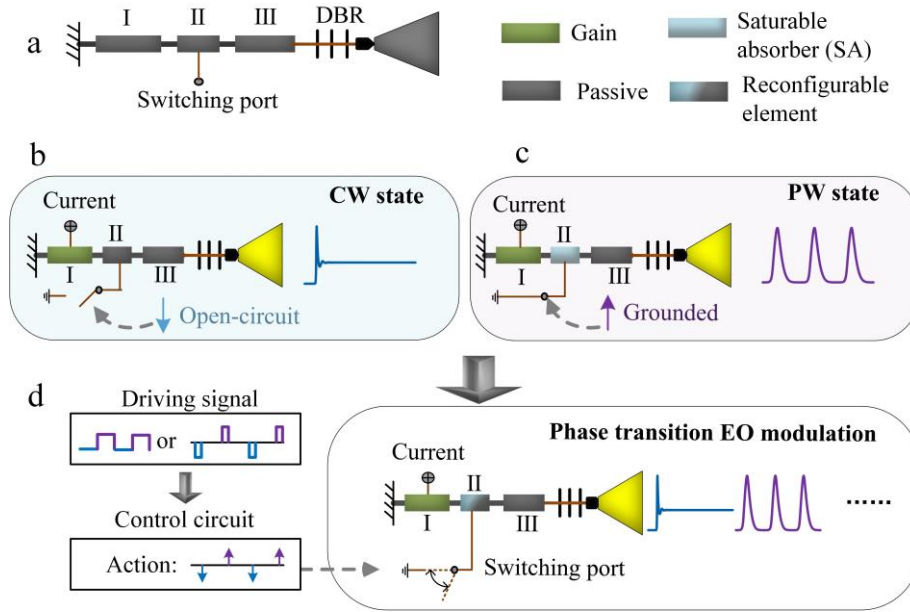 a
I
II
III
DBR
Switching port
Gain
Passive
Saturable
absorber (SA)
Reconfigurable
element
b
CW state
Current
II
I
III
Open-circuit
c
PW state
Current
II
I
III
Grounded
d
Driving signal
or
Control circuit
Action:
Phase transition EO modulation
Current
II
I
III
Switching port
......